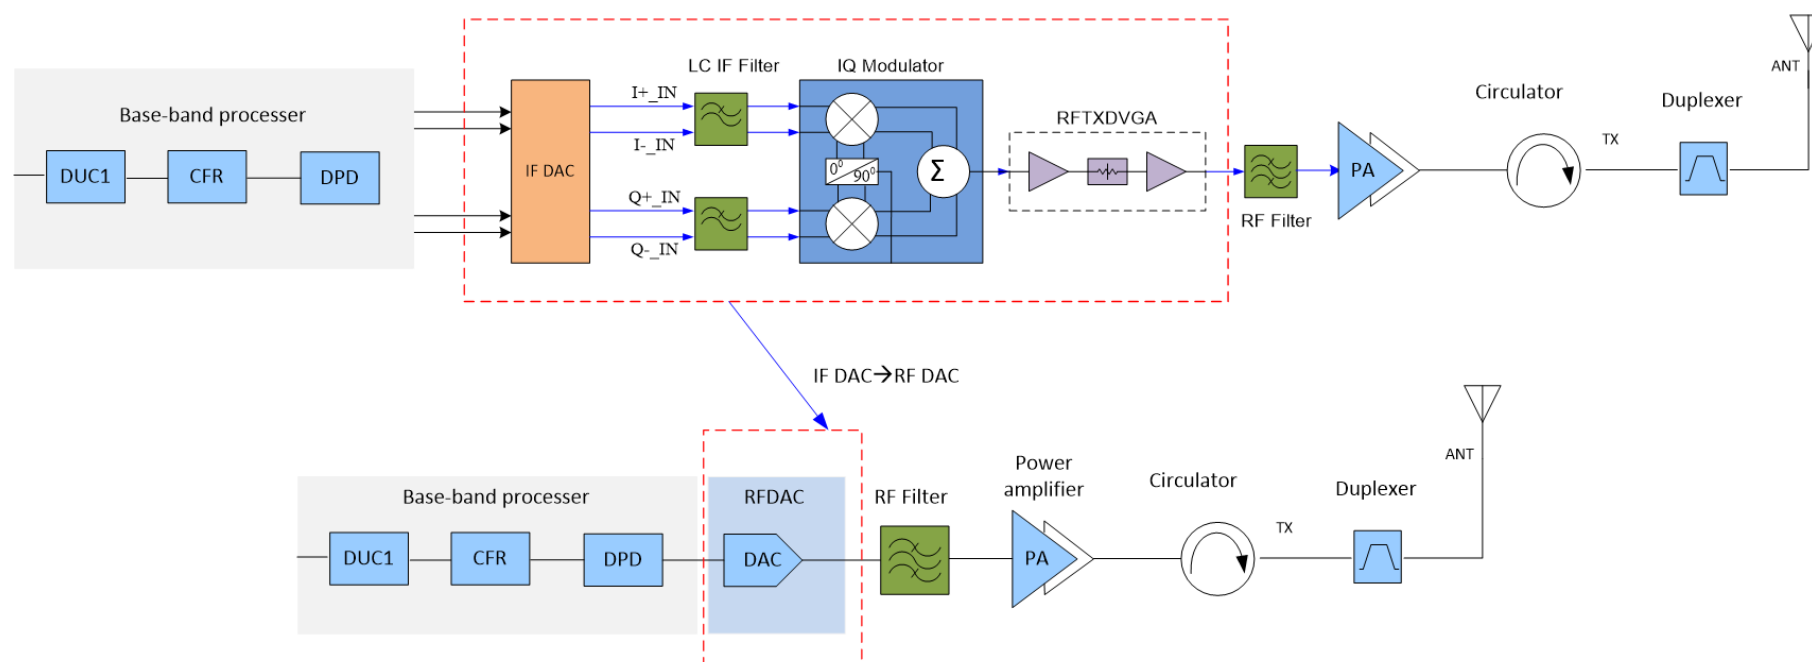 LC IF Filter
IQ Modulator
ANT
Circulator
Duplexer
Base-band processer
I+_IN
RFTXDVGA
TX
I-_IN
DUC1
CFR
DPD
IF DAC
0⁰
90⁰
Σ
PA
Q+_IN
RF Filter
Q-_IN
IF DAC→RF DAC
ANT
Power
amplifier
Circulator
Duplexer
Base-band processer
RFDAC
RF Filter
TX
DUC1
CFR
DPD
DAC
PA